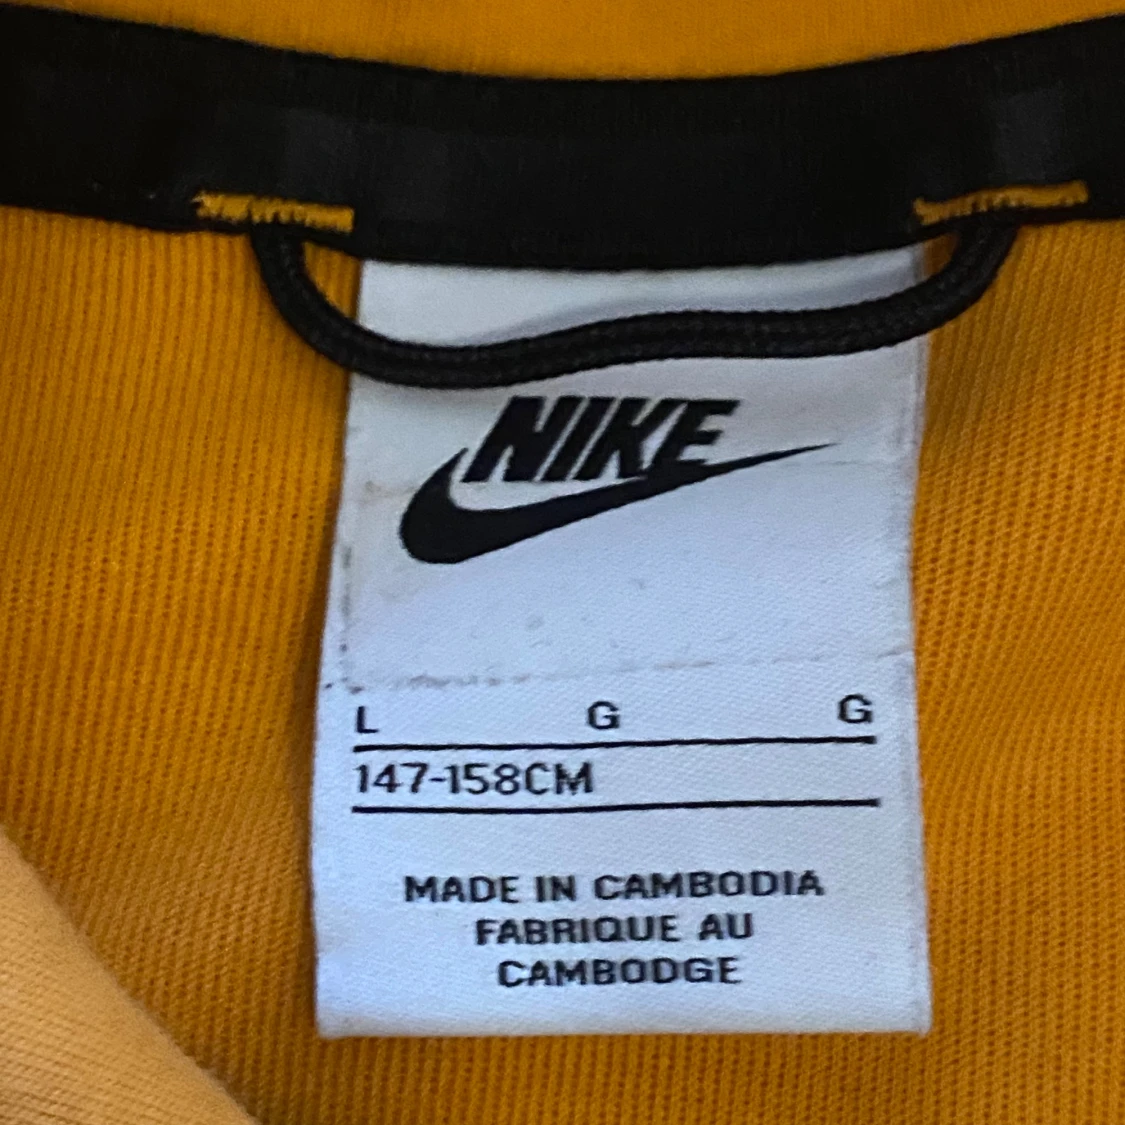 NIKE
L G G
147-158CM
MADE IN CAMBODIA
FABRIQUE AU
CAMBODGE